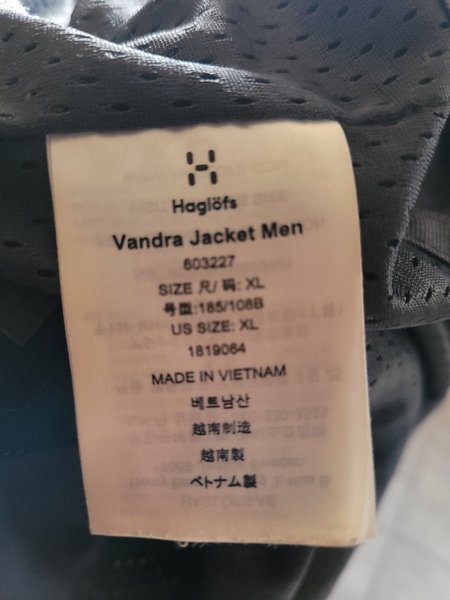 Haglöfs
Vandra Jacket Men
603227
SIZE 尺/ 码: XL
号型:185/108B
US SIZE: XL
1819064
MADE IN VIETNAM
베트남산
越南制造
越南製
ベトナム製